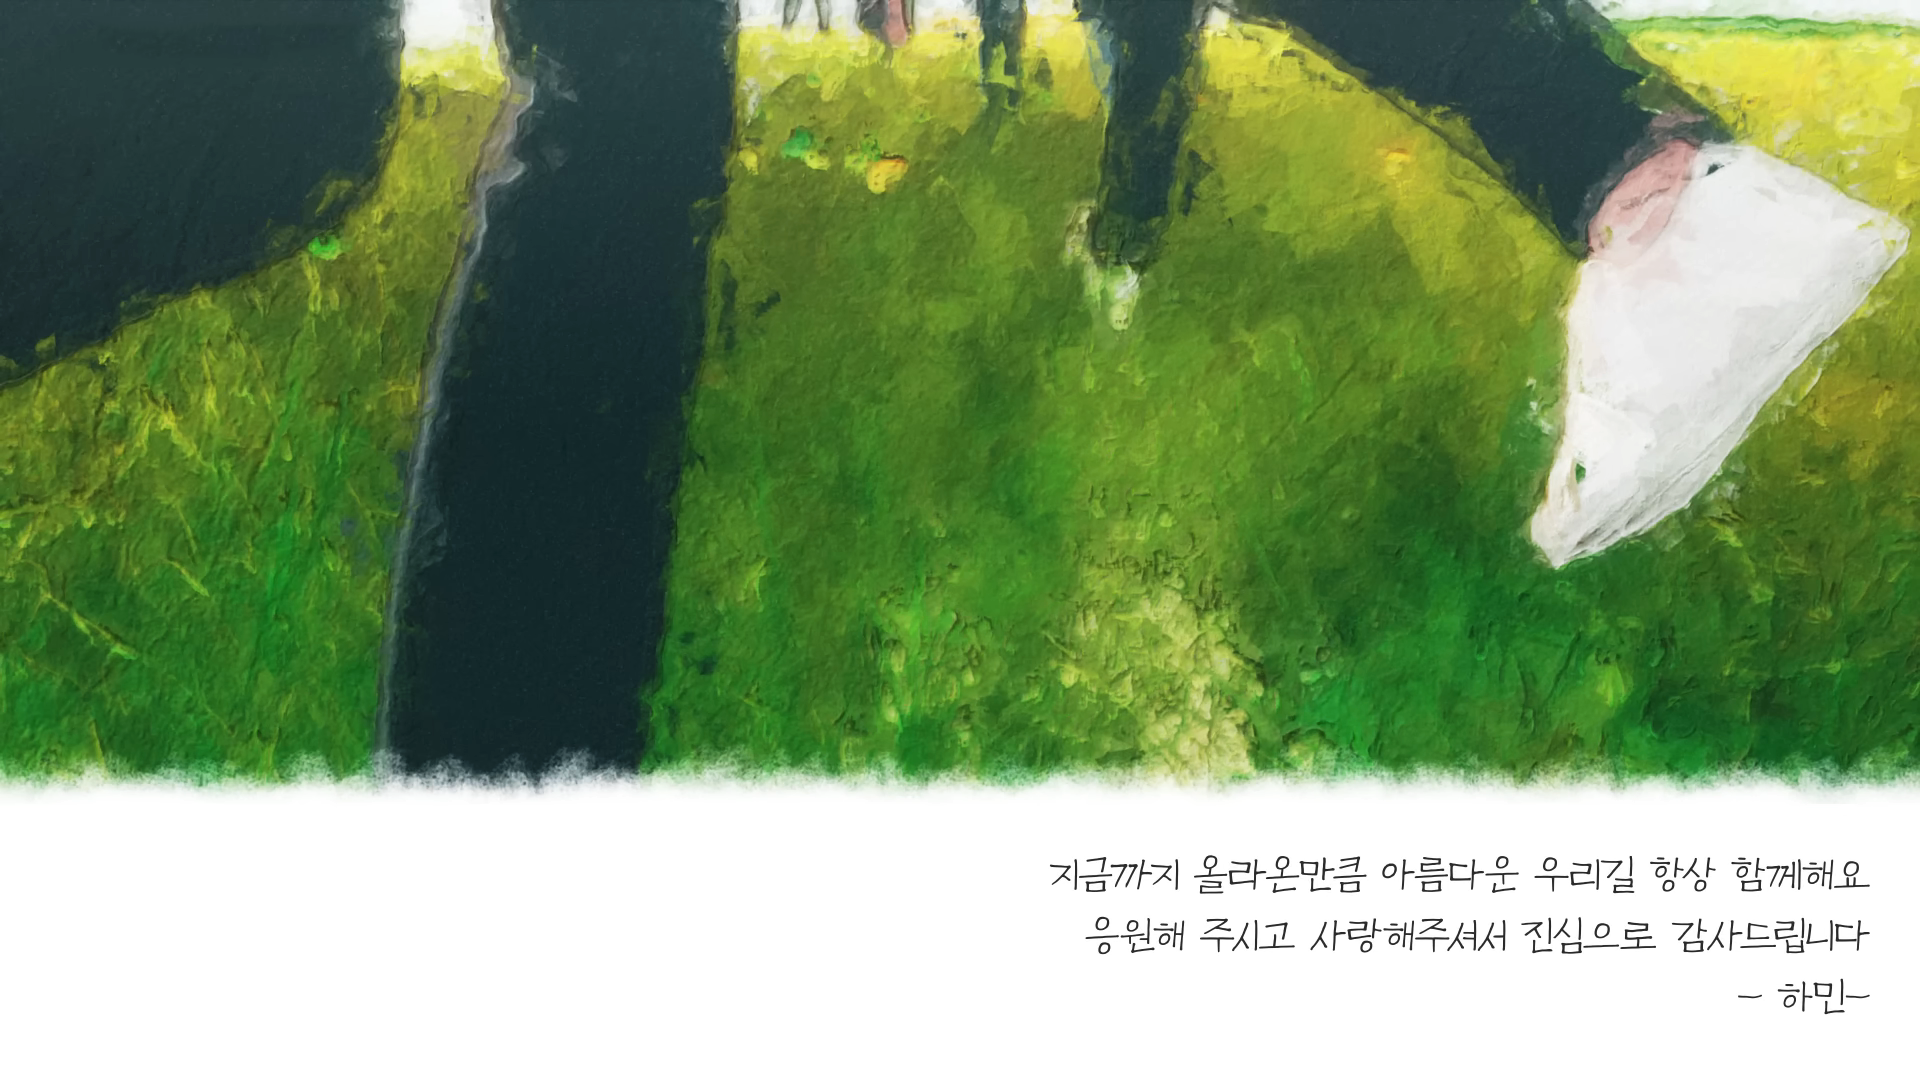 지금까지 올라온만큼 아름다운 우리길 항상 함께해요
응원해 주시고 사랑해주셔서 진심으로 감사드립니다
- 하민-